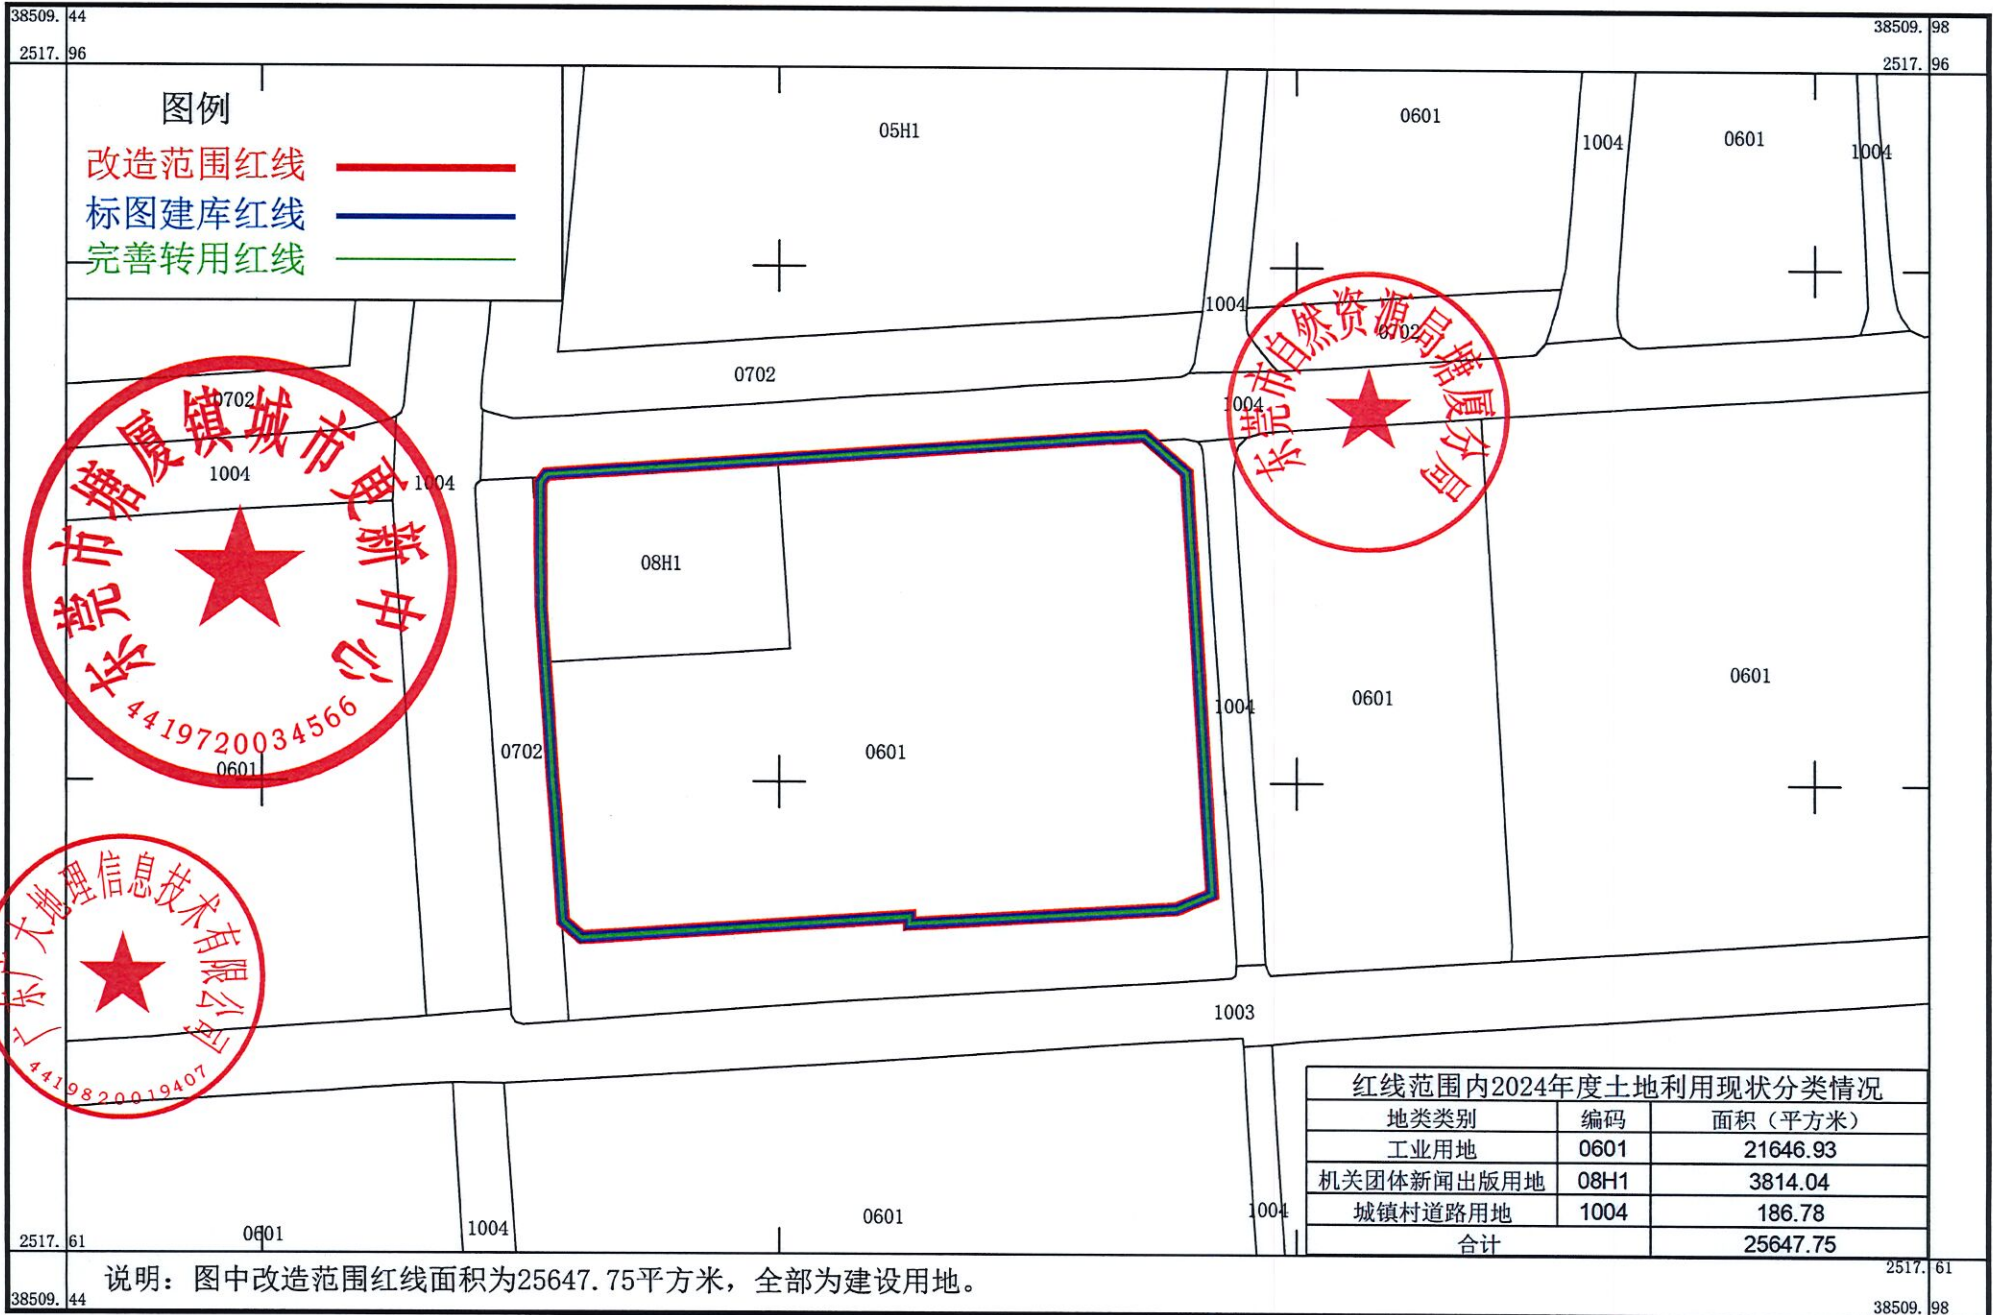 38509.44
38509.98
2517.96
2517.96
图例
改造范围红线
标图建库红线
完善转用红线
05H1
0601
1004
0601
1004
1004
0702
0702
0702
1004
1004
1004
08H1
0702
0601
1004
0601
0601
0601
1003
0601
1004
0601
1004
东莞市塘厦镇城市更新中心
4419720034566
东莞市自然资源局塘厦分局
广东广大地理信息技术有限公司
4419820019407
红线范围内2024年度土地利用现状分类情况
地类类别 编码 面积（平方米）
工业用地 0601 21646.93
机关团体新闻出版用地 08H1 3814.04
城镇村道路用地 1004 186.78
合计 25647.75
2517.61
2517.61
说明：图中改造范围红线面积为25647.75平方米，全部为建设用地。
38509.44
38509.98